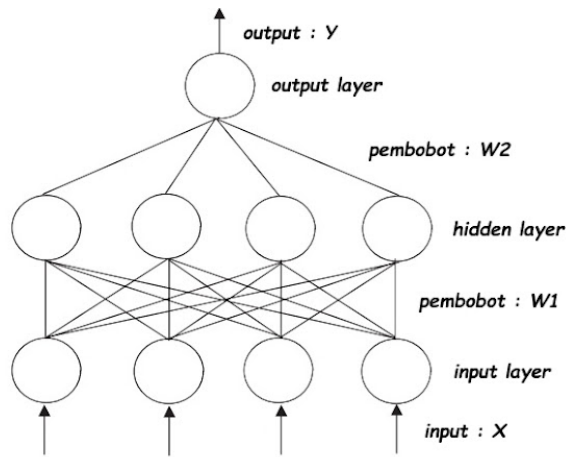 output : Y
output layer
pembobot : W2
hidden layer
pembobot : W1
input layer
input : X